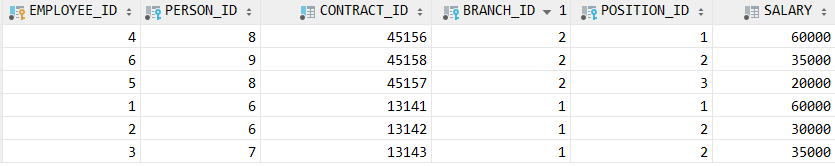 EMPLOYEE_ID PERSON_ID CONTRACT_ID BRANCH_ID 1 POSITION_ID SALARY
4 8 45156 2 1 60000
6 9 45158 2 2 35000
5 8 45157 2 3 20000
1 6 13141 1 1 60000
2 6 13142 1 2 30000
3 7 13143 1 2 35000